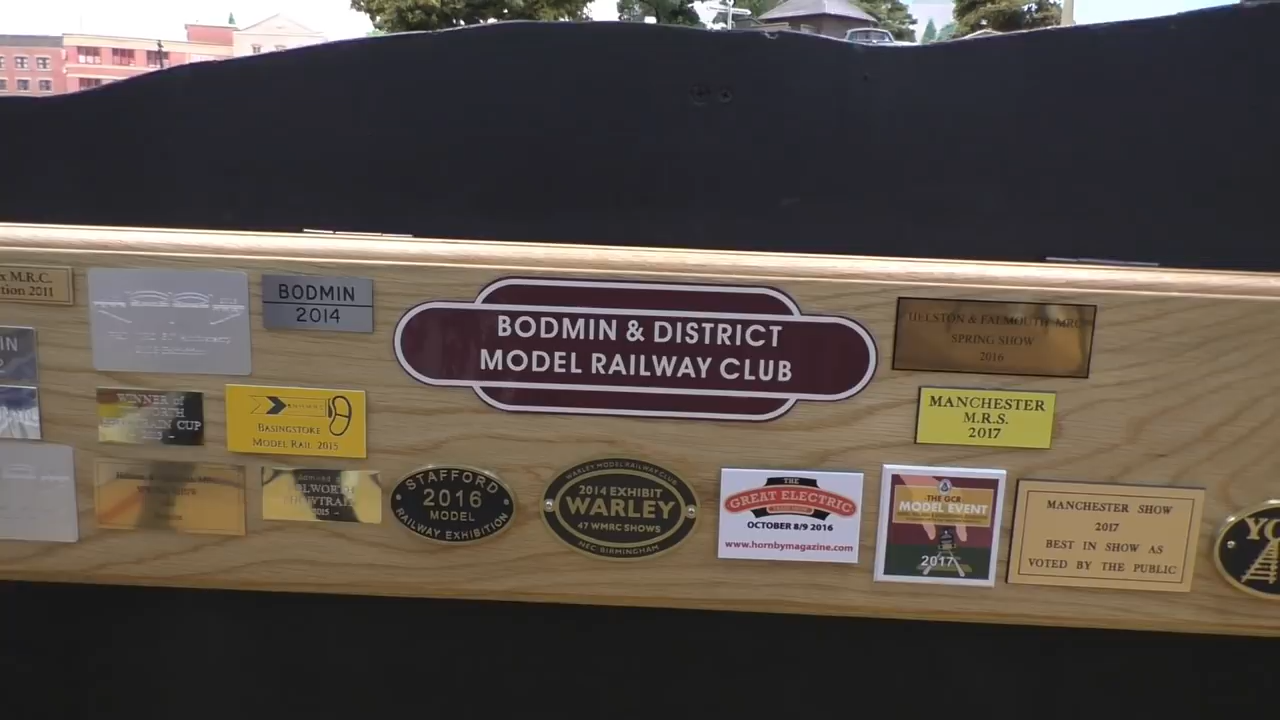 M.R.C.
tion 2011
BODMIN
2014
BODMIN & DISTRICT
MODEL RAILWAY CLUB
HELSTON & FALMOUTH MRC
SPRING SHOW
2016
IN
WINNER of
TRAIN CUP
BASINGSTOKE
MODEL RAIL 2015
MANCHESTER
M.R.S.
2017
STAFFORD
2016
MODEL
RAILWAY EXHIBITION
WARLEY MODEL RAILWAY CLUB
2014 EXHIBIT
WARLEY
47 WMRC SHOWS
NEC BIRMINGHAM
THE
GREAT ELECTRIC
OCTOBER 8/9 2016
www.hornbymagazine.com
THE GCR
MODEL EVENT
2017
MANCHESTER SHOW
2017
BEST IN SHOW AS
VOTED BY THE PUBLIC
YO